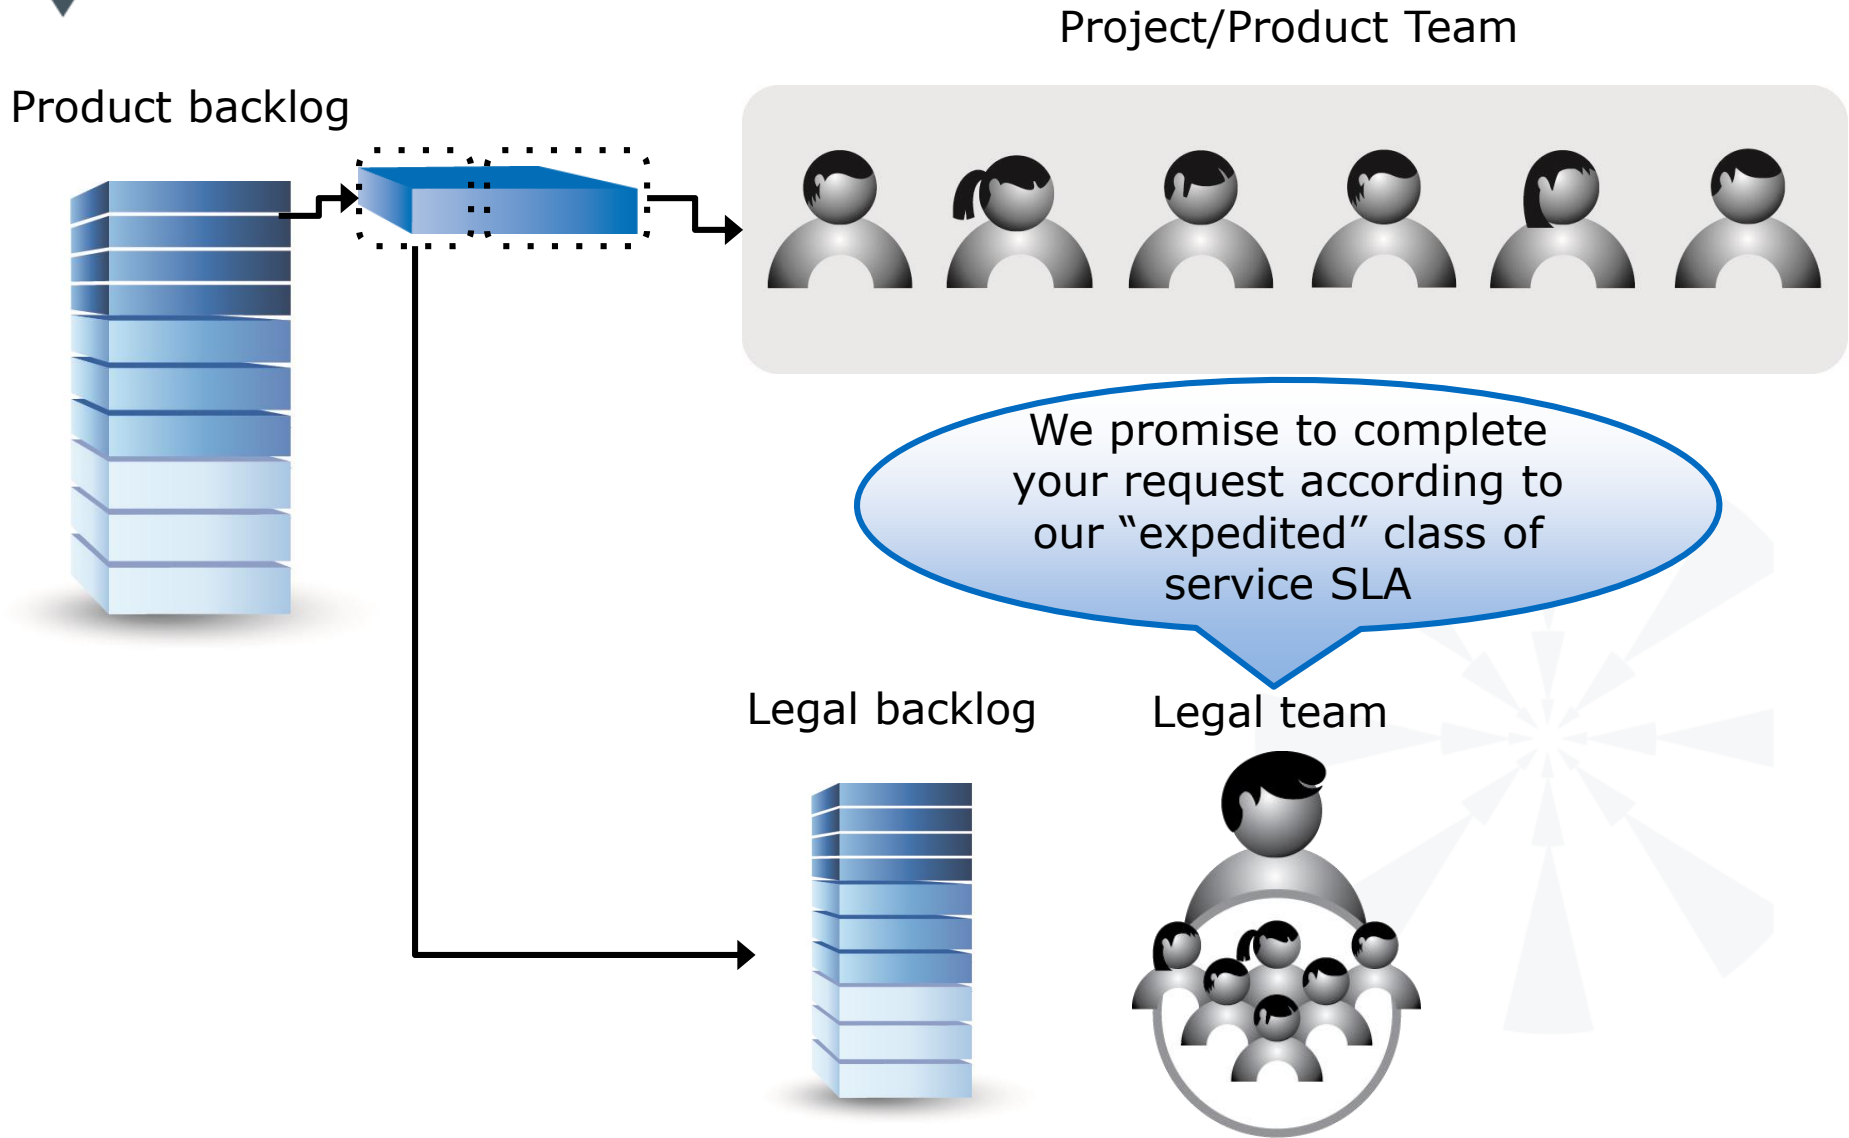 Project/Product Team
Product backlog
We promise to complete
your request according to
our “expedited” class of
service SLA
Legal backlog
Legal team